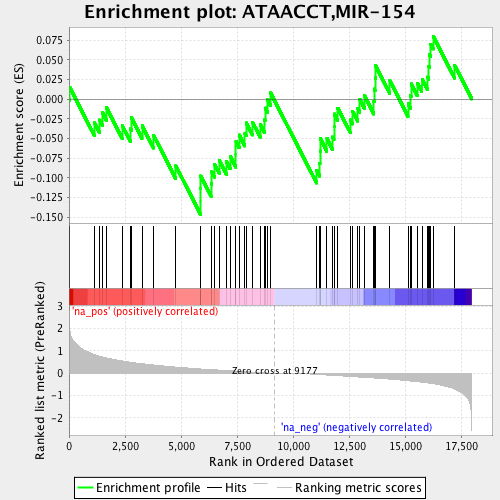 Enrichment plot: ATAACCT,MIR-154
Enrichment score (ES)
0.075
0.050
0.025
0.000
-0.025
-0.050
-0.075
-0.100
-0.125
-0.150
'na_pos' (positively correlated)
Ranked list metric (PreRanked)
3
2
1
0
-1
-2
Zero cross at 9177
'na_neg' (negatively correlated)
0
2,500
5,000
7,500
10,000
12,500
15,000
17,500
Rank in Ordered Dataset
Enrichment profile
Hits
Ranking metric scores